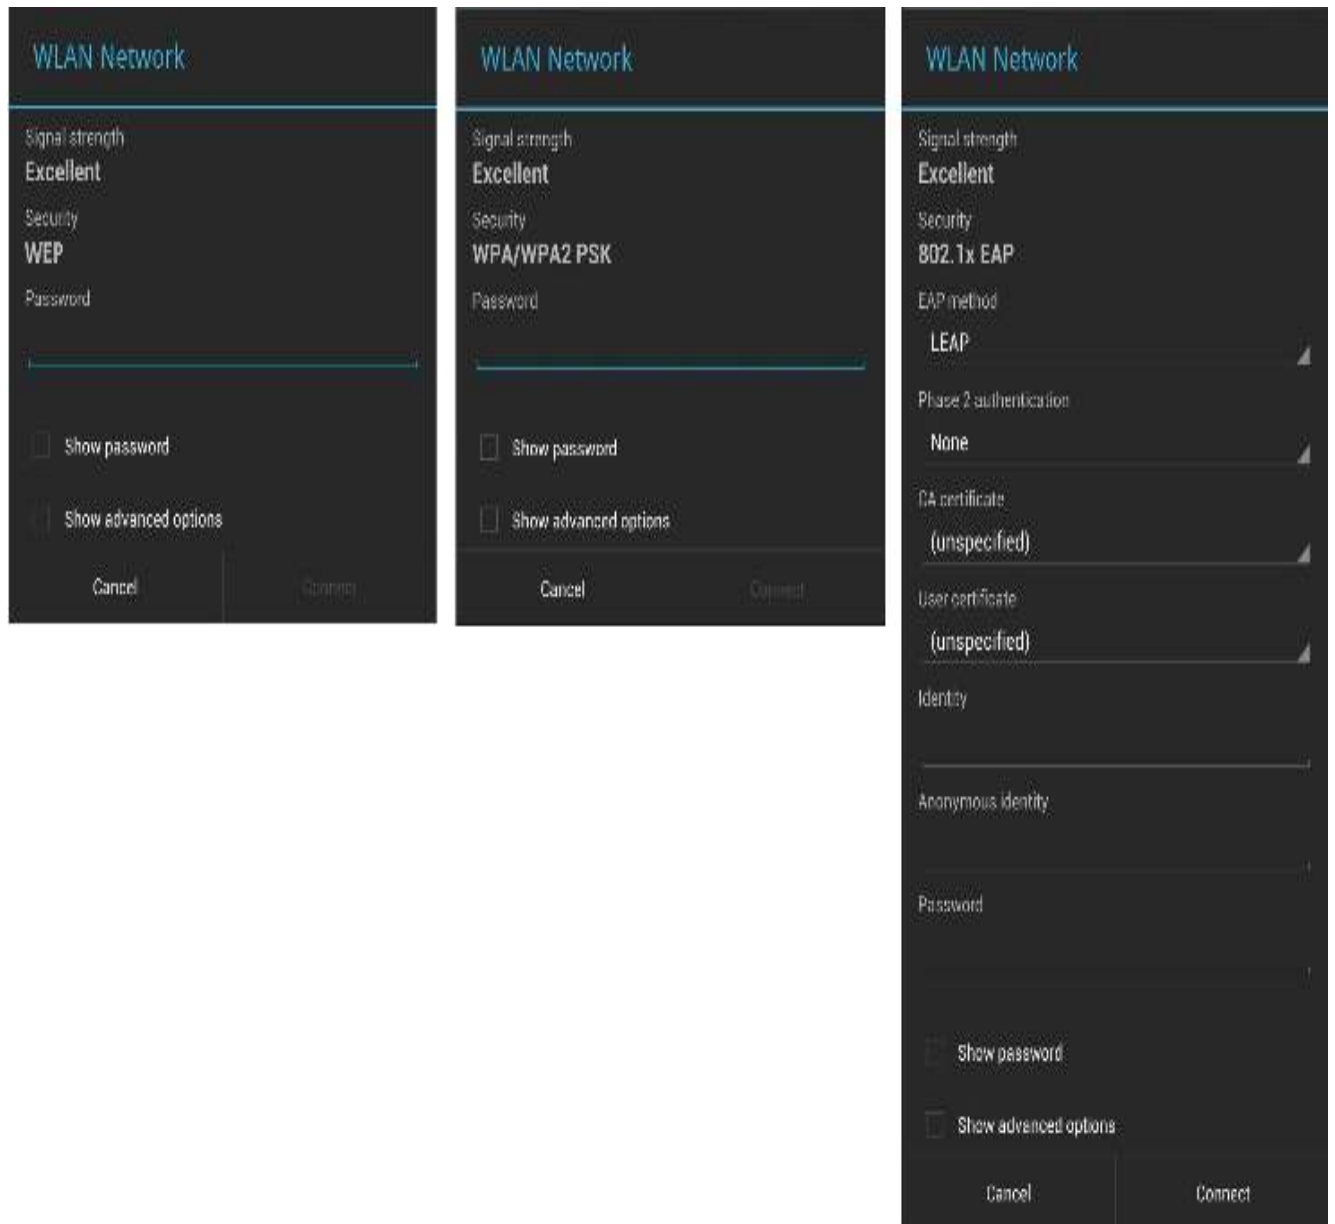 WLAN Network
Signal strength
Excellent
Security
WEP
Password
Show password
Show advanced options
Cancel
Connect
WLAN Network
Signal strength
Excellent
Security
WPA/WPA2 PSK
Password
Show password
Show advanced options
Cancel
Connect
WLAN Network
Signal strength
Excellent
Security
802.1x EAP
EAP method
LEAP
Phase 2 authentication
None
CA certificate
(unspecified)
User certificate
(unspecified)
Identity
Anonymous identity
Password
Show password
Show advanced options
Cancel
Connect